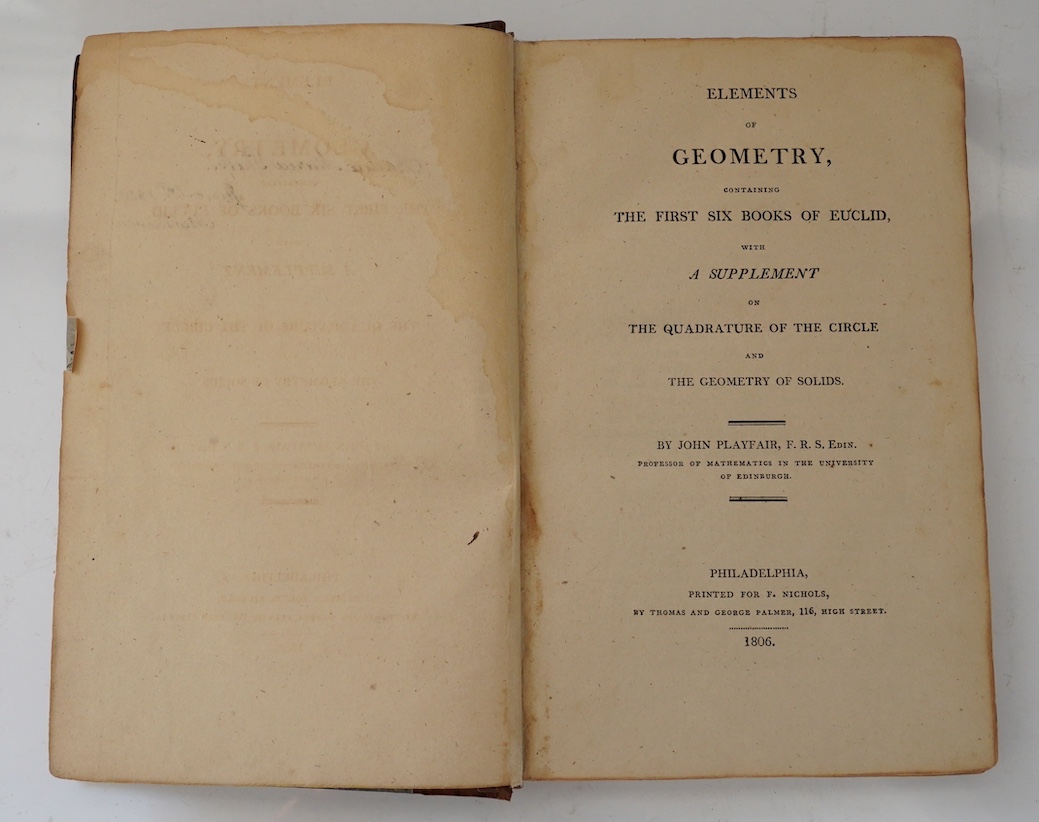 ELEMENTS
OF
GEOMETRY,
CONTAINING
THE FIRST SIX BOOKS OF EUCLID,
WITH
A SUPPLEMENT
ON
THE QUADRATURE OF THE CIRCLE
AND
THE GEOMETRY OF SOLIDS.
BY JOHN PLAYFAIR, F. R. S. EDIN.
PROFESSOR OF MATHEMATICS IN THE UNIVERSITY
OF EDINBURGH.
PHILADELPHIA,
PRINTED FOR F. NICHOLS,
BY THOMAS AND GEORGE PALMER, 116, HIGH STREET.
1806.